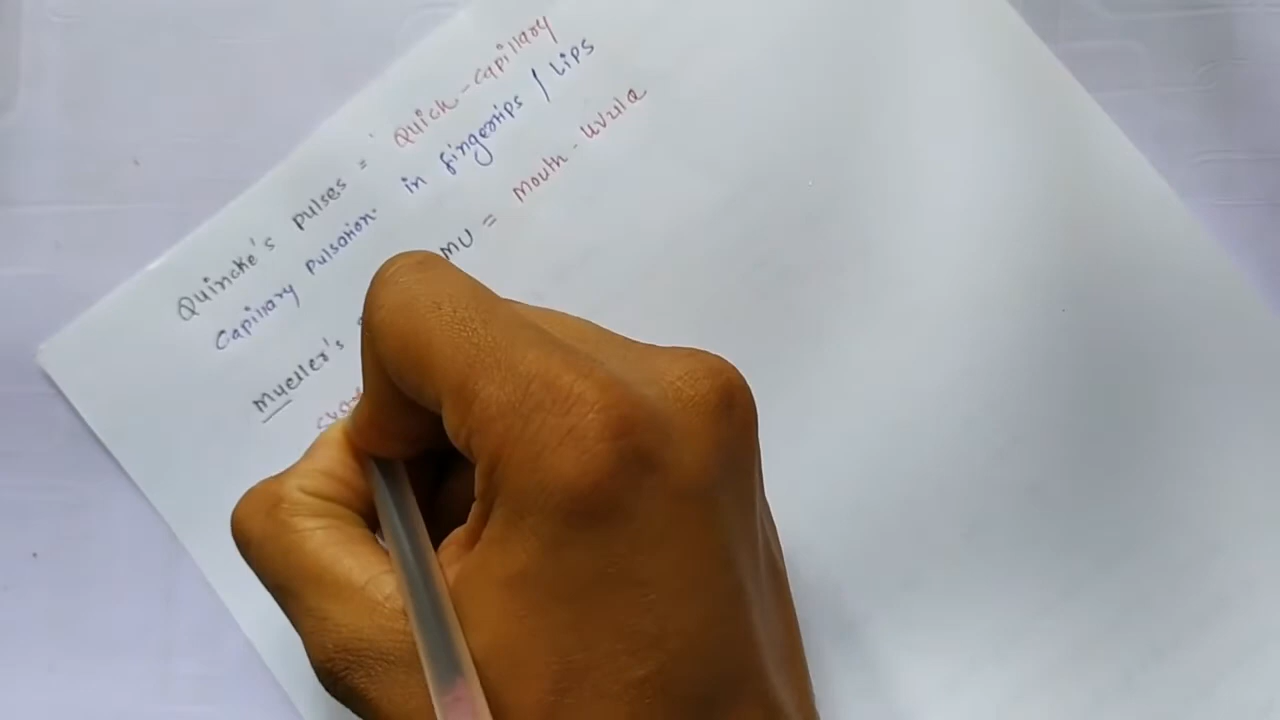 Quincke's pulses = Quick-capillary
Capillary pulsation in fingertips / Lips
Mueller's MU = Mouth-Uvula